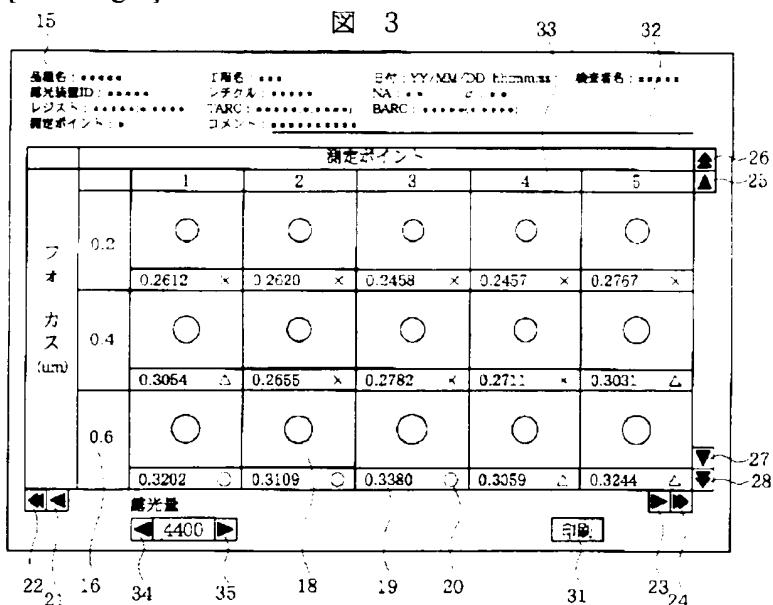 図 3
15 33 32
品種名：●●●●● 工程名：●●● 日付：YY/MM/DD hh:mm:ss 検査者名：●●●●●
露光装置ID：●●●●● レチクル：●●●●● NA：●● σ：●●
レジスト：●●●●●(●.●●●● TARC：●●●●●(●.●●●●) BARC：●●●●●(●.●●●●)
測定ポイント：● コメント：●●●●●●●●●●
測定ポイント
26
25
1 2 3 4 5
フォーカス (um)
0.2
0.2612 × 0.2620 × 0.2458 × 0.2457 × 0.2767 ×
0.4
0.3054 △ 0.2655 × 0.2782 × 0.2711 × 0.3031 △
0.6
0.3202 ○ 0.3109 ○ 0.3380 ○ 0.3059 △ 0.3244 △
27
28
露光量
4400 印刷
22 21 16 34 35 18 19 20 31 23 24